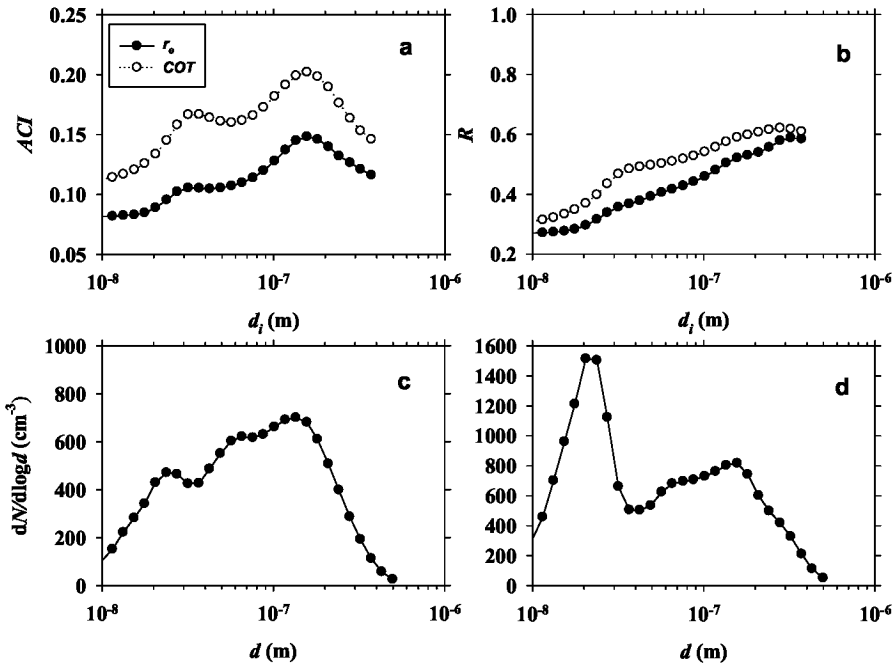 0.25
0.20
0.15
0.10
0.05
ACI
a
r_e
COT
10^-8
10^-7
10^-6
d_i (m)
1.0
0.8
0.6
0.4
0.2
R
b
10^-8
10^-7
10^-6
d_i (m)
1000
800
600
400
200
0
dN/dlogd (cm^-3)
c
10^-8
10^-7
10^-6
d (m)
1600
1400
1200
1000
800
600
400
200
0
d
10^-8
10^-7
10^-6
d (m)